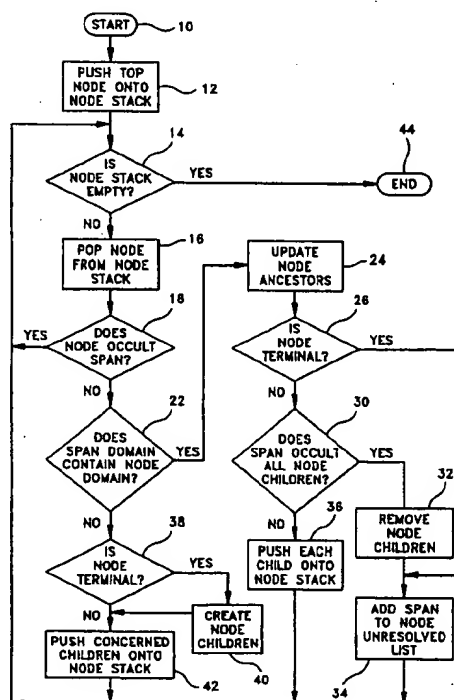 START
10
PUSH TOP
NODE ONTO
NODE STACK
12
14
IS
NODE STACK
EMPTY?
YES
44
END
NO
POP NODE
FROM NODE
STACK
16
UPDATE
NODE
ANCESTORS
24
18
YES
DOES
NODE OCCULT
SPAN?
26
IS
NODE
TERMINAL?
YES
NO
NO
22
DOES
SPAN DOMAIN
CONTAIN NODE
DOMAIN?
YES
30
DOES
SPAN OCCULT
ALL NODE
CHILDREN?
YES
32
REMOVE
NODE
CHILDREN
NO
NO
38
IS
NODE
TERMINAL?
YES
36
PUSH EACH
CHILD ONTO
NODE STACK
NO
CREATE
NODE
CHILDREN
40
ADD SPAN
TO NODE
UNRESOLVED
LIST
34
PUSH CONCERNED
CHILDREN ONTO
NODE STACK
42